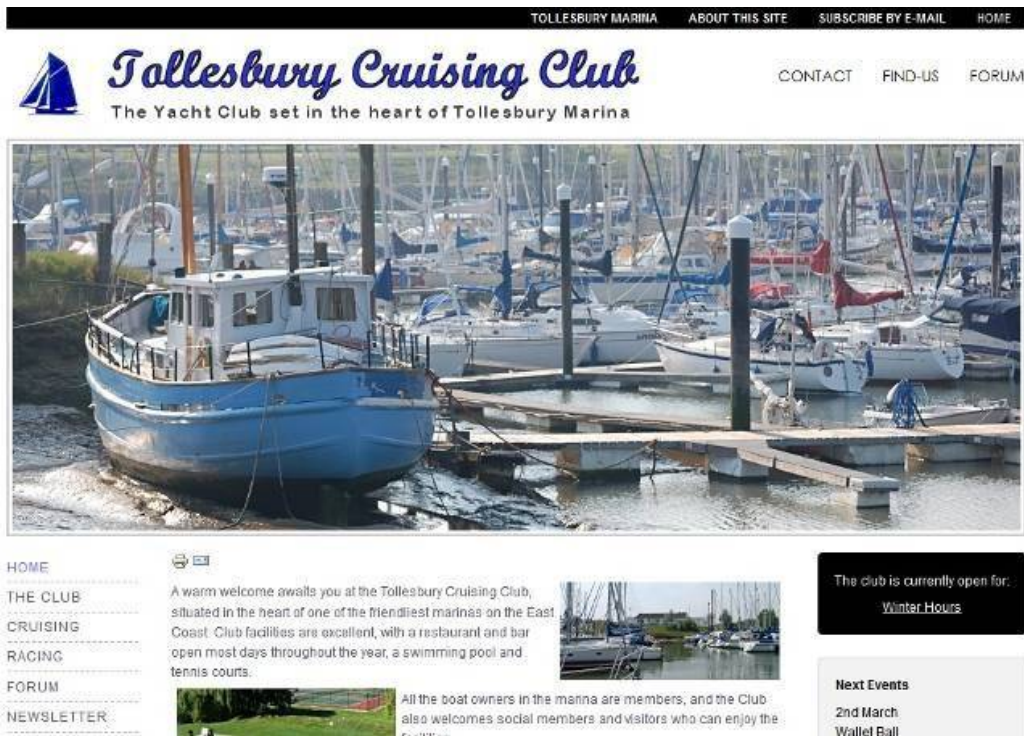 TOLLESBURY MARINA ABOUT THIS SITE SUBSCRIBE BY E-MAIL HOME
Tollesbury Cruising Club
The Yacht Club set in the heart of Tollesbury Marina
CONTACT FIND-US FORUM
HOME
THE CLUB
CRUISING
RACING
FORUM
NEWSLETTER
A warm welcome awaits you at the Tollesbury Cruising Club,
situated in the heart of one of the friendliest marinas on the East
Coast. Club facilities are excellent, with a restaurant and bar
open most days throughout the year, a swimming pool and
tennis courts.
All the boat owners in the marina are members, and the Club
also welcomes social members and visitors who can enjoy the
The club is currently open for:
Winter Hours
Next Events
2nd March
Wallet Ball